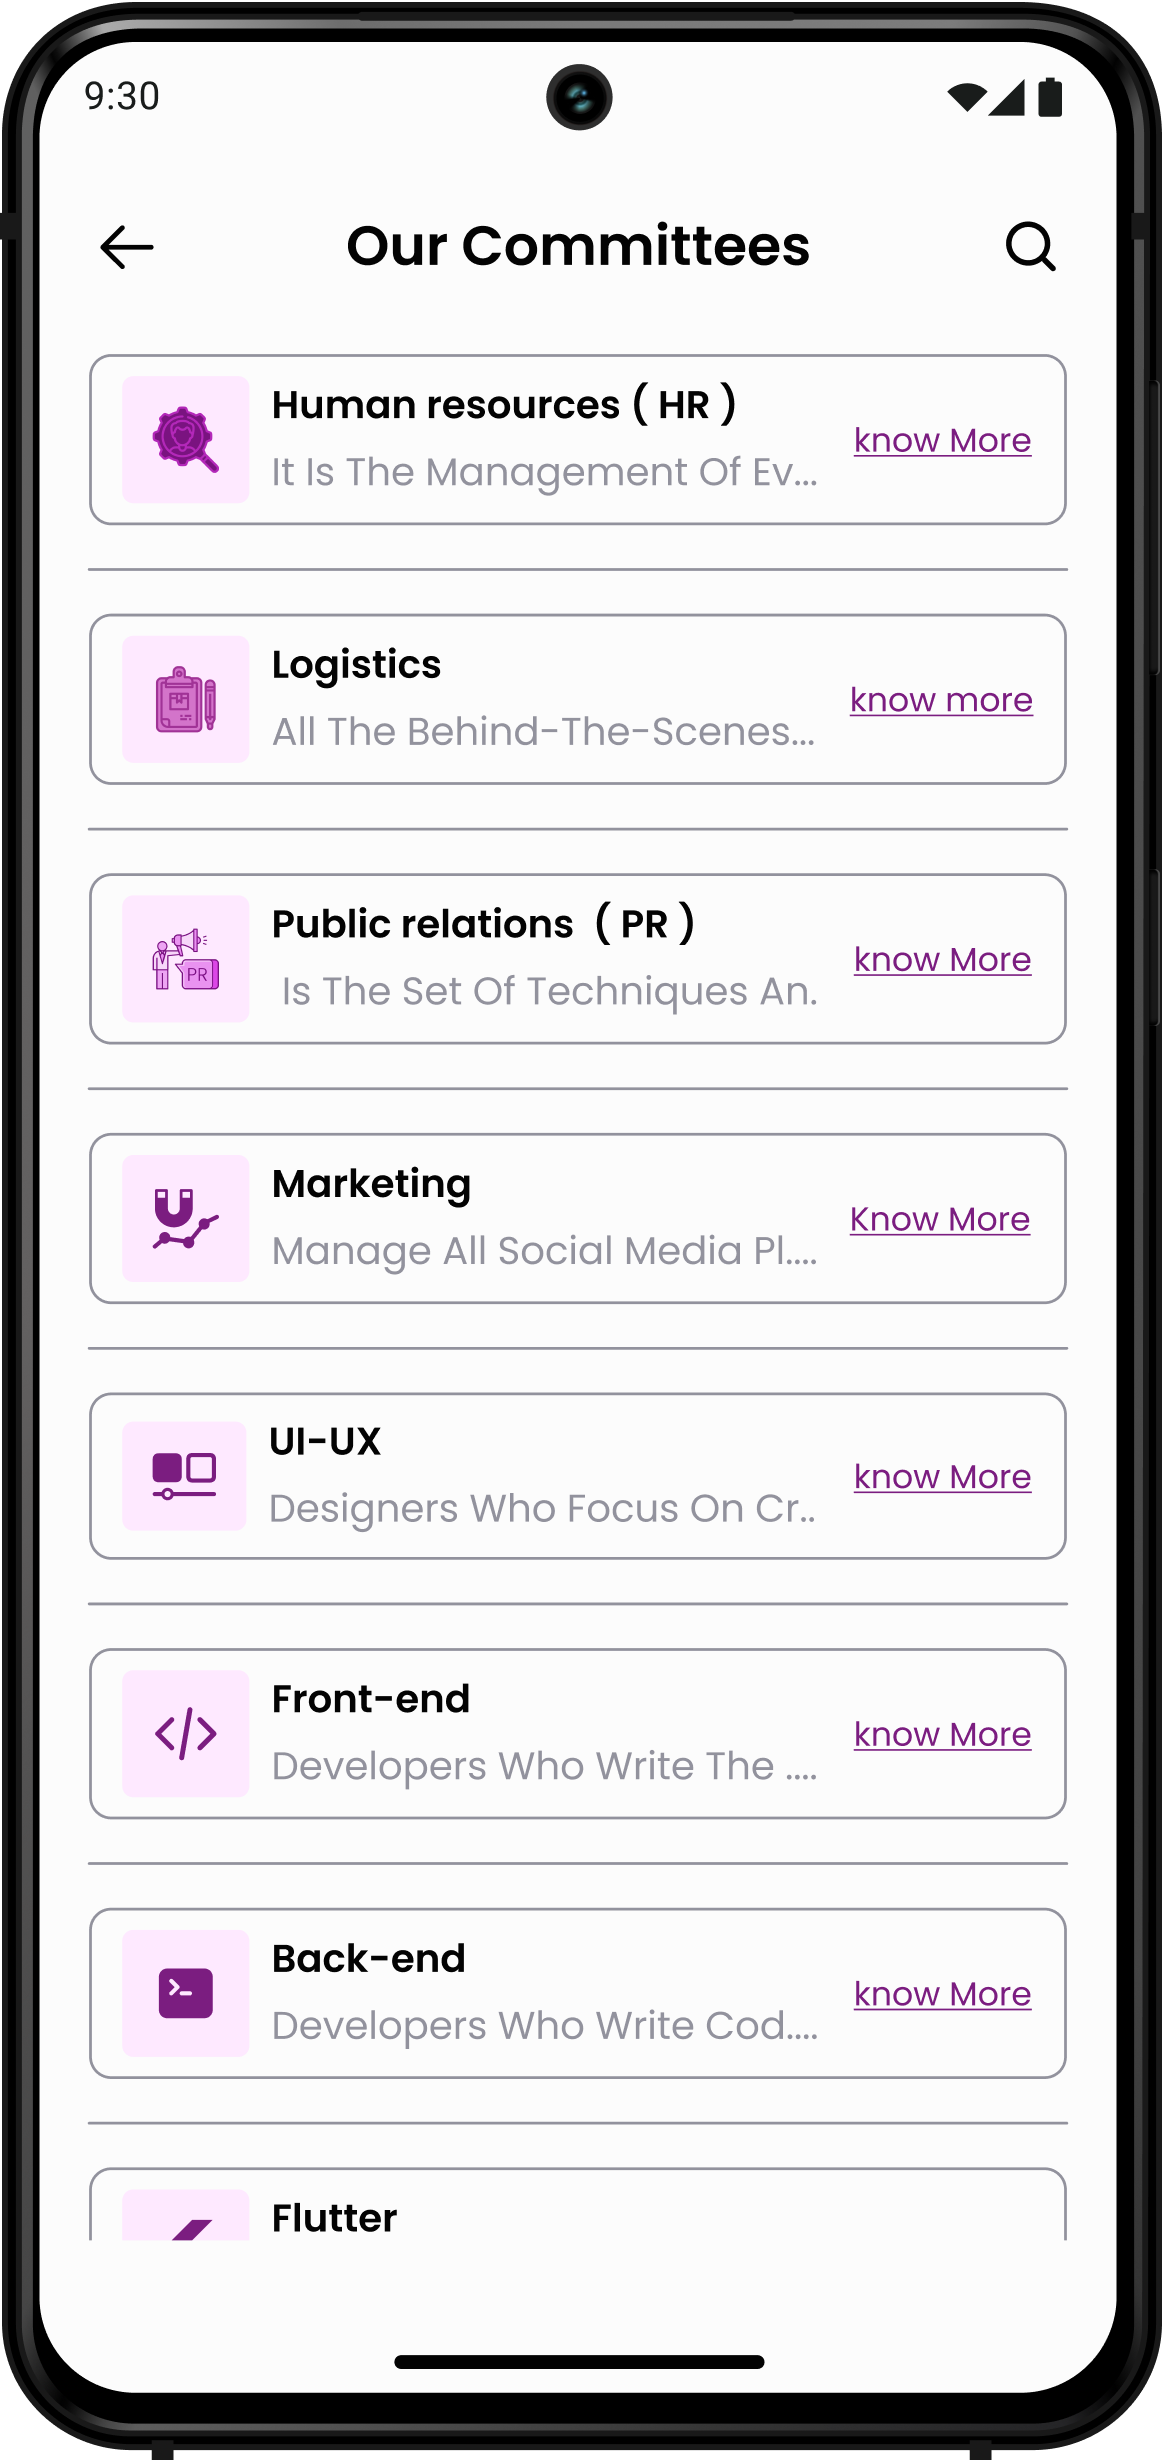 9:30
Our Committees
Human resources ( HR )
It Is The Management Of Ev...
know More
Logistics
All The Behind-The-Scenes...
know more
Public relations  ( PR )
Is The Set Of Techniques An.
know More
PR
Marketing
Manage All Social Media Pl....
Know More
UI-UX
Designers Who Focus On Cr..
know More
Front-end
Developers Who Write The ....
know More
Back-end
Developers Who Write Cod....
know More
Flutter